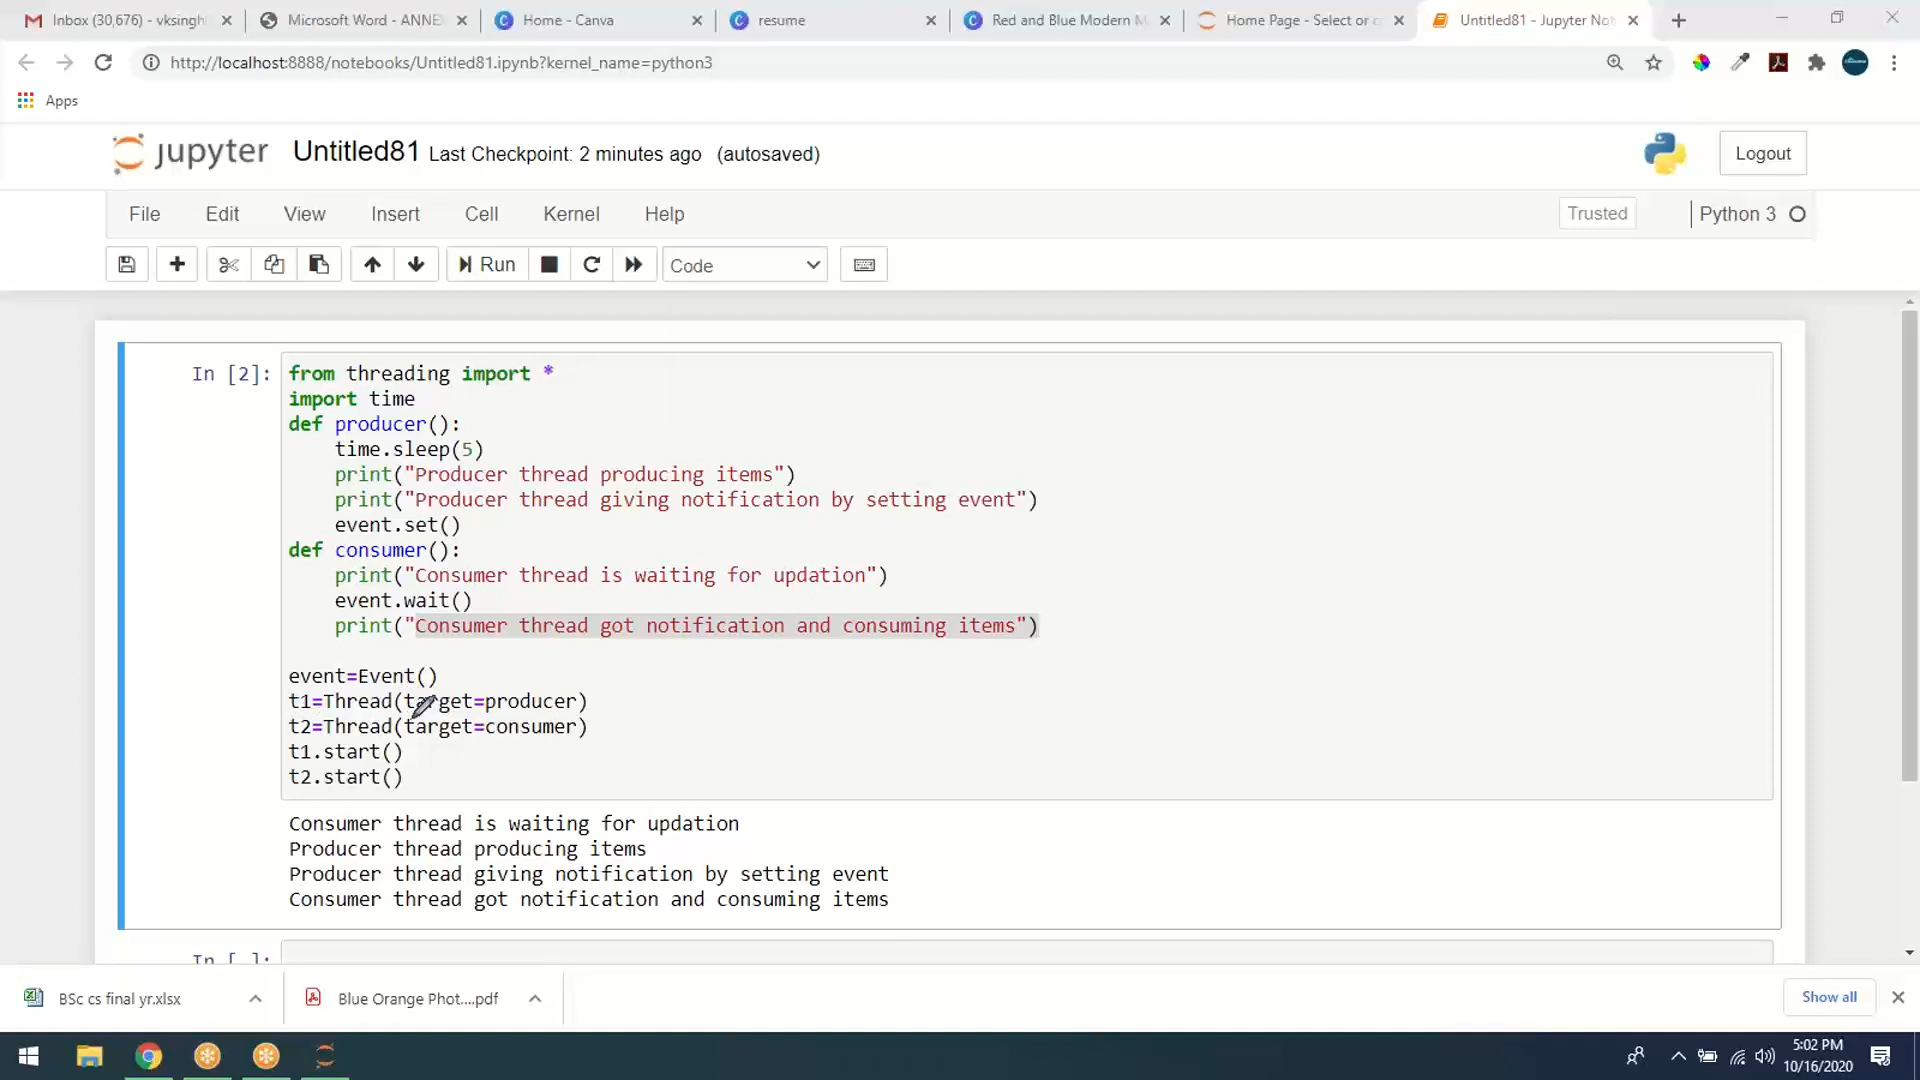 Inbox (30,676) - vksingh
Microsoft Word - ANNE
Home - Canva
resume
Red and Blue Modern M
Home Page - Select or c
Untitled81 - Jupyter Not
http://localhost:8888/notebooks/Untitled81.ipynb?kernel_name=python3
Apps
jupyter Untitled81 Last Checkpoint: 2 minutes ago (autosaved)
Logout
File Edit View Insert Cell Kernel Help
Trusted
Python 3
Run
Code
In [2]:
from threading import *
import time
def producer():
    time.sleep(5)
    print("Producer thread producing items")
    print("Producer thread giving notification by setting event")
    event.set()
def consumer():
    print("Consumer thread is waiting for updation")
    event.wait()
    print("Consumer thread got notification and consuming items")
event=Event()
t1=Thread(target=producer)
t2=Thread(target=consumer)
t1.start()
t2.start()
Consumer thread is waiting for updation
Producer thread producing items
Producer thread giving notification by setting event
Consumer thread got notification and consuming items
In [ ]:
BSc cs final yr.xlsx
Blue Orange Phot....pdf
Show all
5:02 PM
10/16/2020